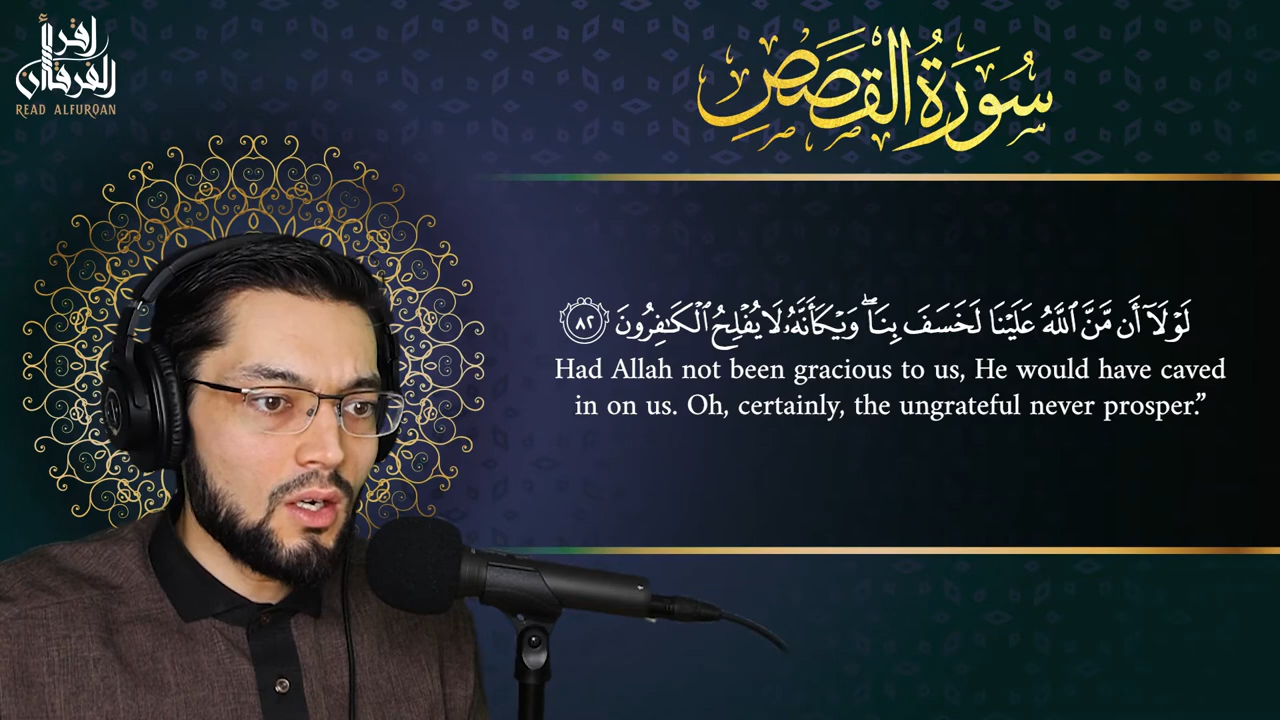 اقرأ
الفرقان
READ ALFURQAN
سُورَةُ القَصَصِ
لَوْلَآ أَن مَّنَّ ٱللَّهُ عَلَيْنَا لَخَسَفَ بِنَاۖ وَيْكَأَنَّهُۥ لَا يُفْلِحُ ٱلْكَـٰفِرُونَ ٨٢
Had Allah not been gracious to us, He would have caved
in on us. Oh, certainly, the ungrateful never prosper.”